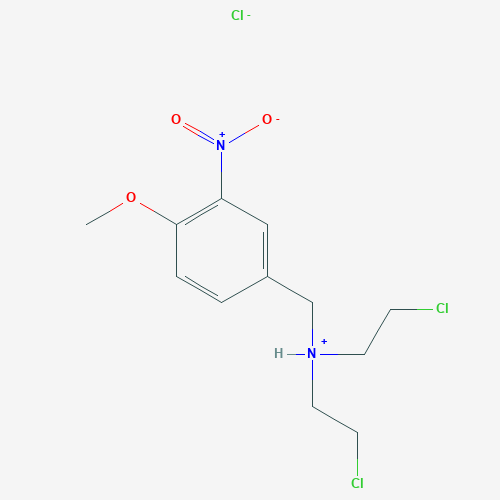 Cl -
+
O N O -
O
Cl
H N +
Cl